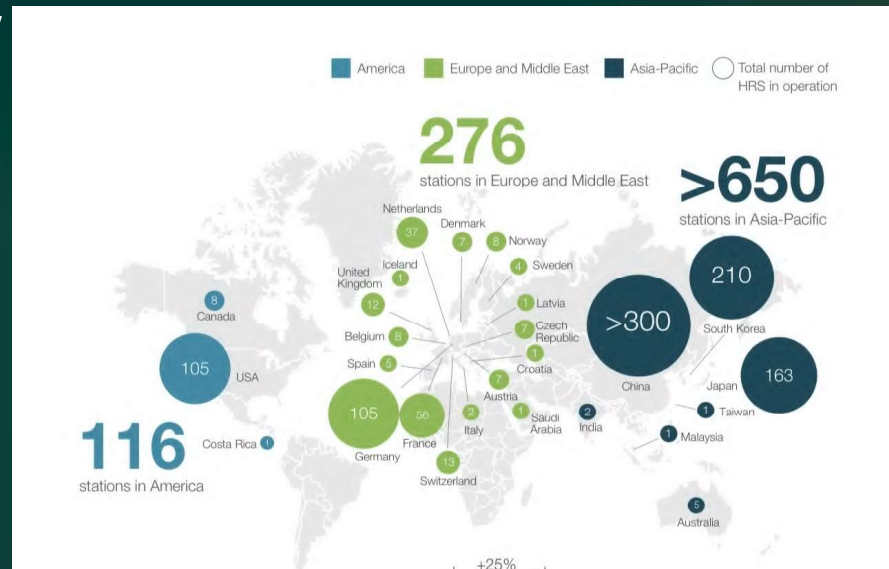 America
Europe and Middle East
Asia-Pacific
Total number of
HRS in operation
276
stations in Europe and Middle East
>650
stations in Asia-Pacific
Netherlands
37
Denmark
7
8
Norway
Iceland
1
4
Sweden
United
Kingdom
12
1
Latvia
Belgium
8
7
Czech
Republic
Spain
5
1
Croatia
7
Austria
105
Germany
56
France
2
Italy
1
Saudi
Arabia
13
Switzerland
8
Canada
105
USA
Costa Rica
1
116
stations in America
>300
China
210
South Korea
Japan
163
1
Taiwan
2
India
1
Malaysia
5
Australia
+25%